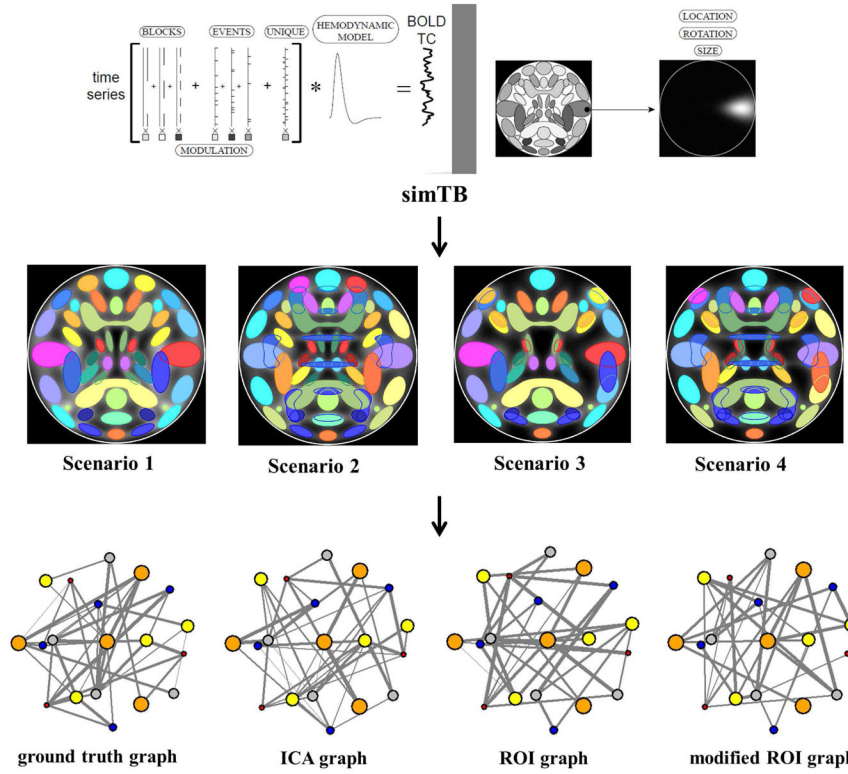 BLOCKS EVENTS UNIQUE
HEMODYNAMIC
MODEL
BOLD
TC
LOCATION
ROTATION
SIZE
time
series
+ + + + + + * =
× × × × × × ×
MODULATION
simTB
Scenario 1
Scenario 2
Scenario 3
Scenario 4
ground truth graph
ICA graph
ROI graph
modified ROI graph